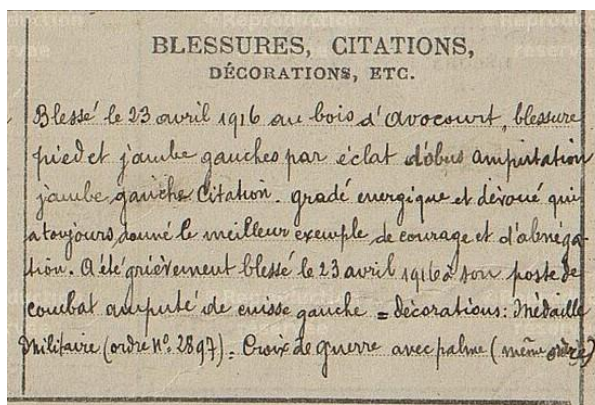 ©Reproduction
réservée
BLESSURES, CITATIONS,
DÉCORATIONS, ETC.
Blessé le 23 avril 1916 au bois d'Avocourt, blessure
pied et jambe gauches par éclat d'obus amputation
jambe gauche Citation. gradé énergique et dévoué qui
a toujours donné le meilleur exemple de courage et d'abnéga-
tion. A été grièvement blessé le 23 avril 1916 à son poste de
combat amputé de cuisse gauche = décorations: Médaille
Militaire (ordre N°. 2897). Croix de guerre avec palme (même ordre)